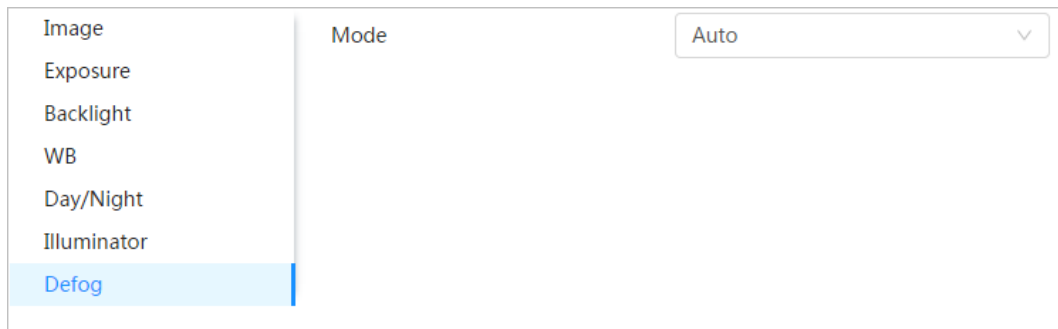 Image
Mode
Auto
Exposure
Backlight
WB
Day/Night
Illuminator
Defog